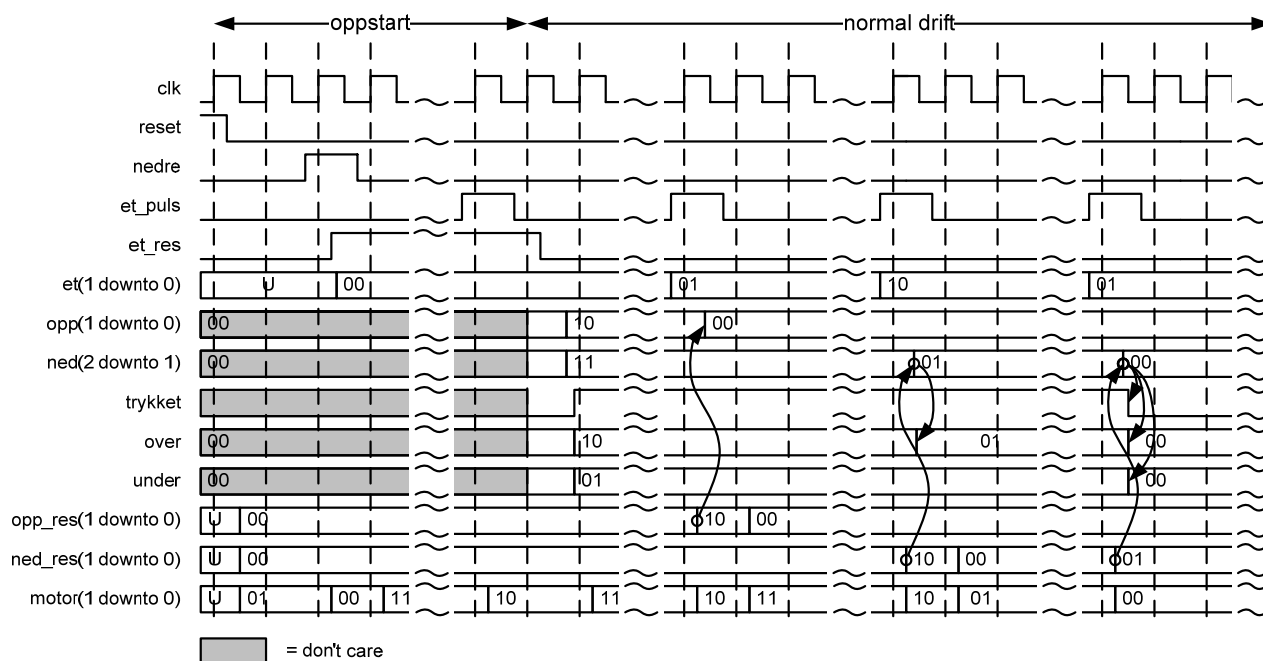 oppstart normal drift
clk
reset
nedre
et_puls
et_res
et(1 downto 0) U 00 01 10 01
opp(1 downto 0) 00 10 00
ned(2 downto 1) 00 11 01 00
trykket
over 00 10 01 00
under 00 01 00
opp_res(1 downto 0) U 00 10 00
ned_res(1 downto 0) U 00 10 00 01
motor(1 downto 0) U 01 00 11 10 11 10 11 10 01 00
= don't care